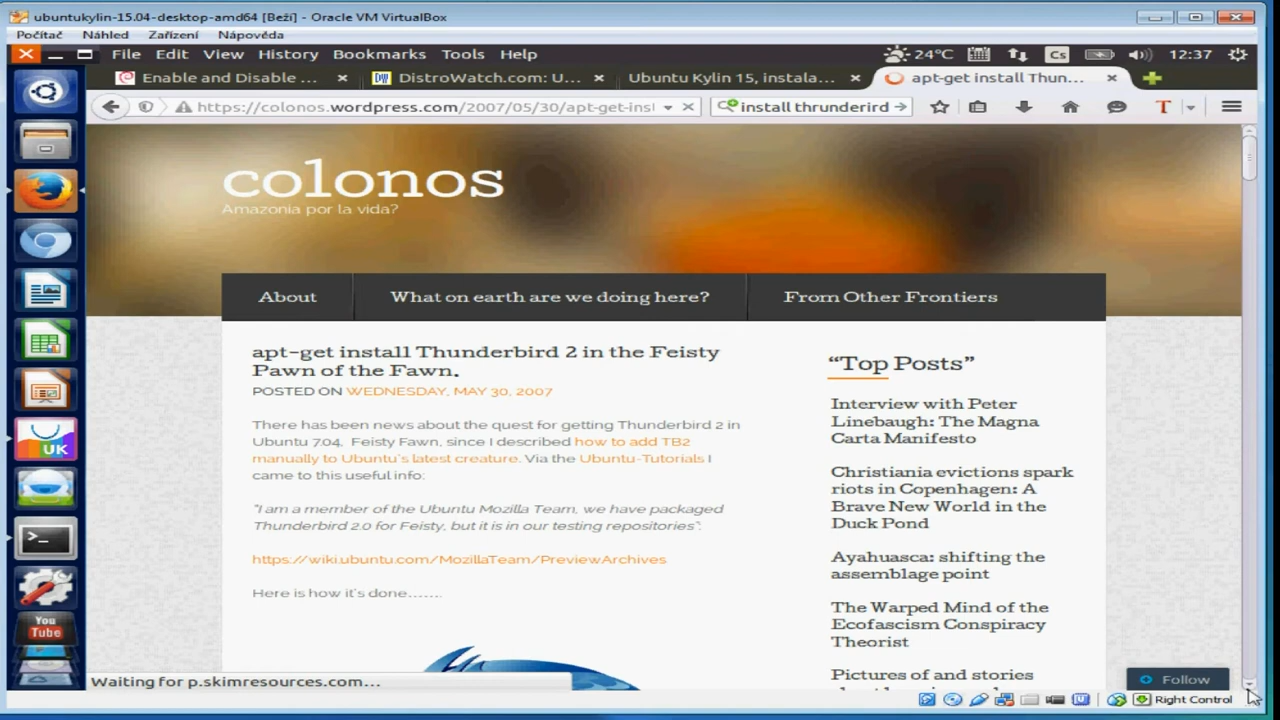 ubuntukylin-15.04-desktop-amd64 [Beží] - Oracle VM VirtualBox
Počítač Náhled Zařízení Nápověda
File Edit View History Bookmarks Tools Help 24°C Cs 12:37
Enable and Disable ... DistroWatch.com: U... Ubuntu Kylin 15, instala... apt-get install Thun...
https://colonos.wordpress.com/2007/05/30/apt-get-inst install thrunderird
colonos
Amazonia por la vida?
About What on earth are we doing here? From Other Frontiers
apt-get install Thunderbird 2 in the Feisty
Pawn of the Fawn.
POSTED ON WEDNESDAY, MAY 30, 2007
There has been news about the quest for getting Thunderbird 2 in
Ubuntu 7.04, Feisty Fawn, since I described how to add TB2
manually to Ubuntu's latest creature. Via the Ubuntu-Tutorials I
came to this useful info:
"I am a member of the Ubuntu Mozilla Team, we have packaged
Thunderbird 2.0 for Feisty, but it is in our testing repositories":
https://wiki.ubuntu.com/MozillaTeam/PreviewArchives
Here is how it's done.......
“Top Posts”
Interview with Peter
Linebaugh: The Magna
Carta Manifesto
Christiania evictions spark
riots in Copenhagen: A
Brave New World in the
Duck Pond
Ayahuasca: shifting the
assemblage point
The Warped Mind of the
Ecofascism Conspiracy
Theorist
Pictures of and stories
UK
You
Tube
Waiting for p.skimresources.com...
Follow
Right Control